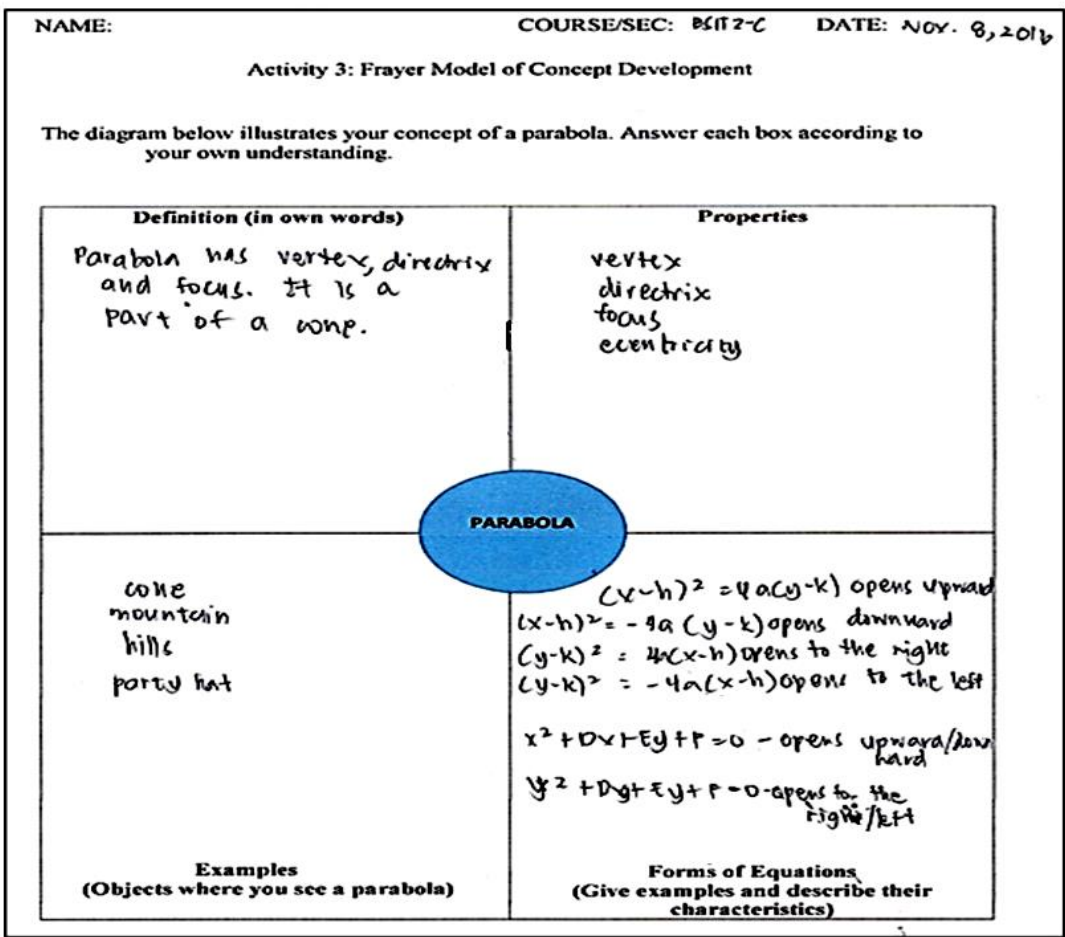 NAME: COURSE/SEC: BSIT 2-C DATE: Nov. 8, 2016
Activity 3: Frayer Model of Concept Development
The diagram below illustrates your concept of a parabola. Answer each box according to
your own understanding.
Definition (in own words)
Parabola has vertex, directrix
and focus. It is a
part of a cone.
Properties
vertex
directrix
focus
eccentricity
PARABOLA
cone
mountain
hills
party hat
Examples
(Objects where you see a parabola)
(x-h)² = 4a(y-k) opens upward
(x-h)² = -4a(y-k) opens downward
(y-k)² = 4a(x-h) opens to the right
(y-k)² = -4a(x-h) opens to the left
x² + Dx + Ey + F = 0 - opens upward/down
ward
y² + Dy + Ey + F = 0 - opens to the
right/left
Forms of Equations
(Give examples and describe their
characteristics)